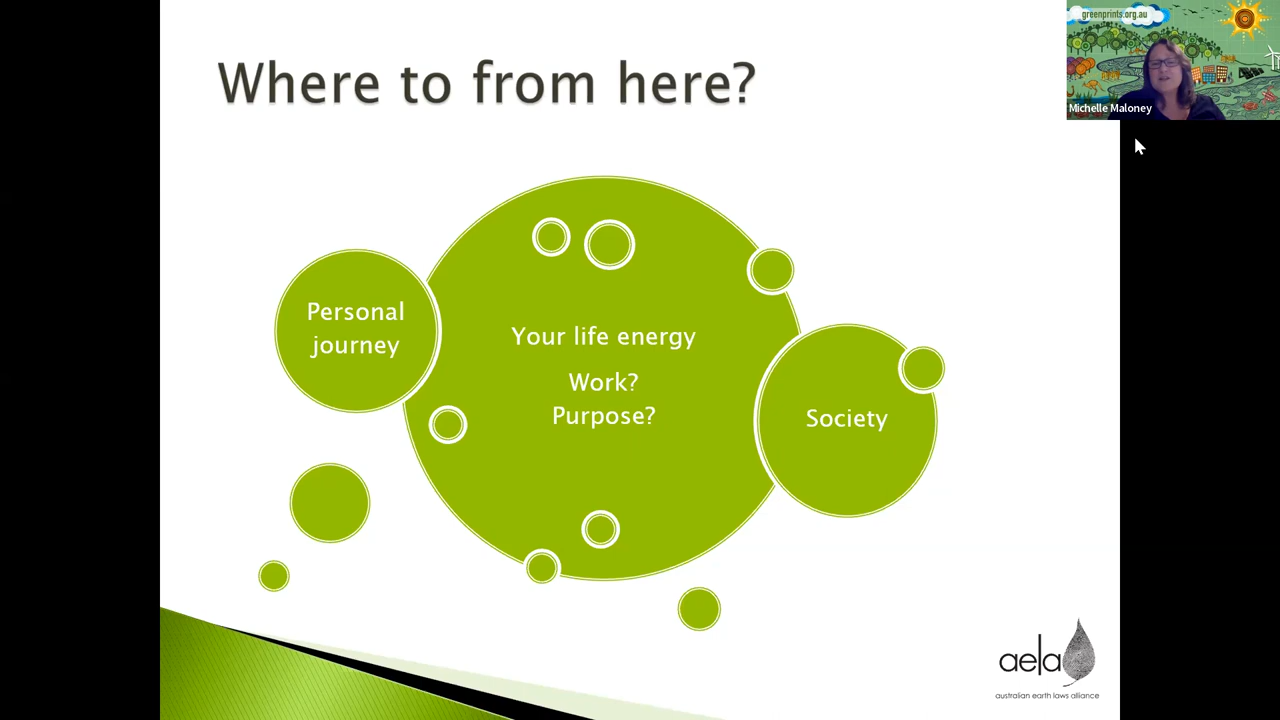 Where to from here?
greenprints.org.au
Michelle Maloney
Personal
journey
Your life energy
Work?
Purpose?
Society
aela
australian earth laws alliance